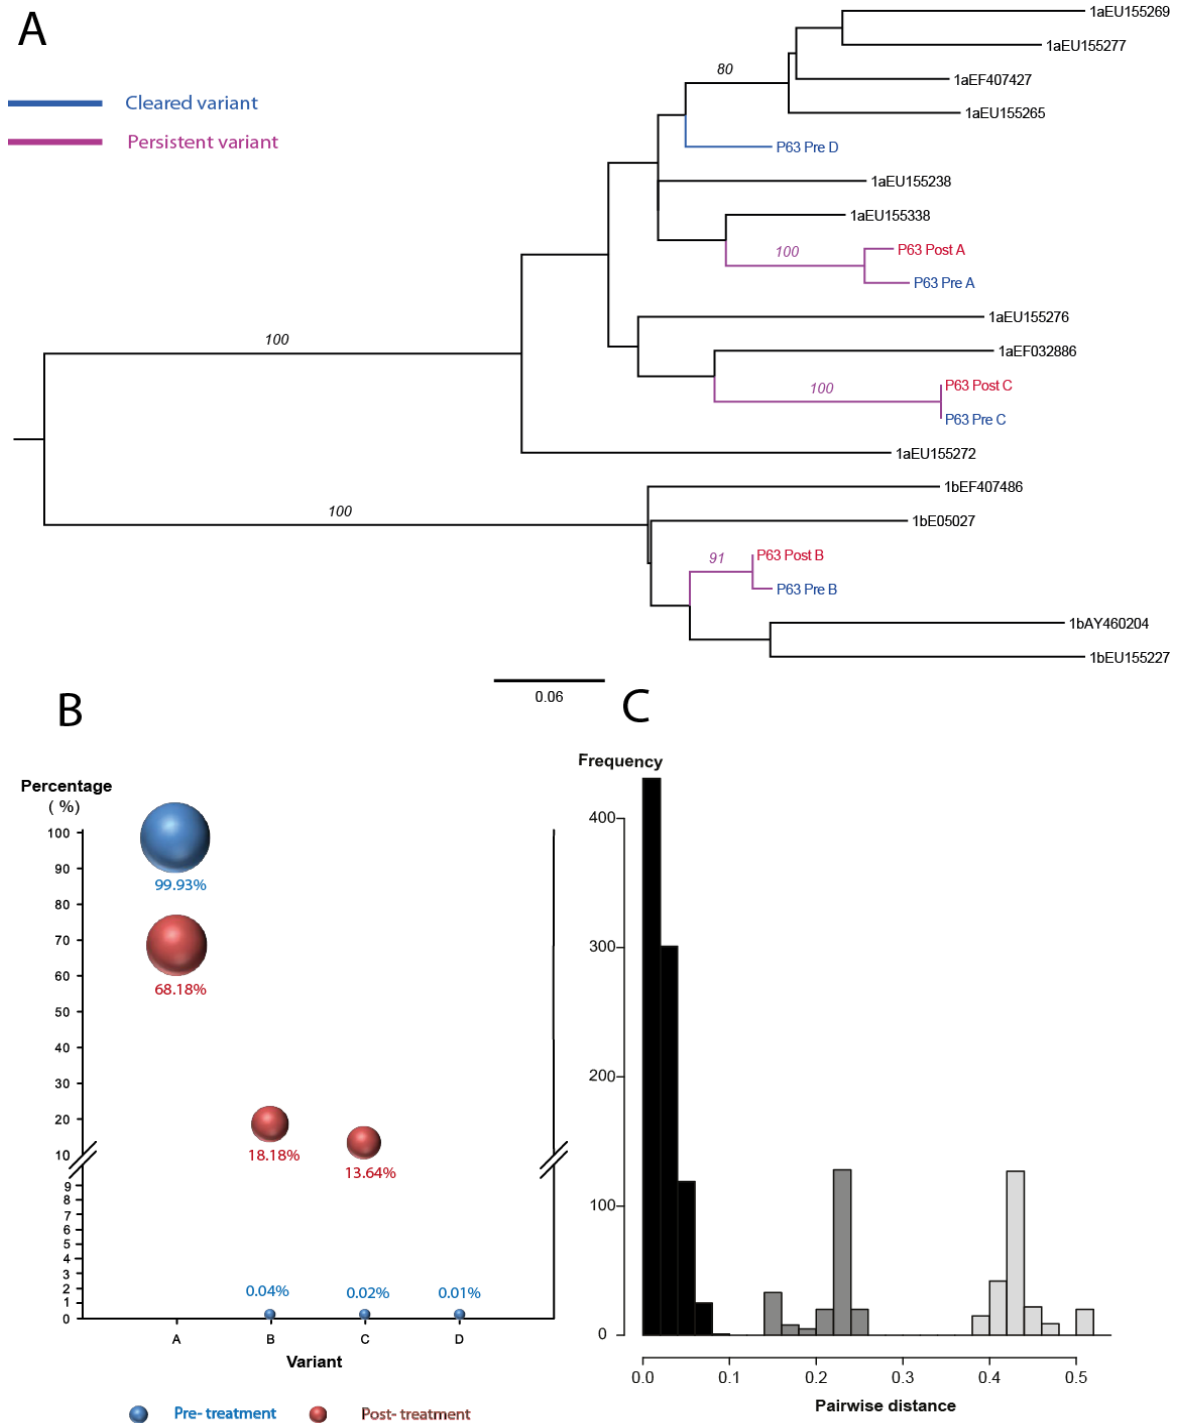 A
Cleared variant
Persistent variant
1aEU155269
1aEU155277
80
1aEF407427
1aEU155265
P63 Pre D
1aEU155238
1aEU155338
P63 Post A
100
P63 Pre A
1aEU155276
100
1aEF032886
P63 Post C
100
P63 Pre C
1aEU155272
1bEF407486
100
1bE05027
P63 Post B
91
P63 Pre B
1bAY460204
1bEU155227
0.06
B
Percentage
( %)
100
90
80
70
60
50
40
30
20
10
9
8
7
6
5
4
3
2
1
0
99.93%
68.18%
18.18%
13.64%
0.04%
0.02%
0.01%
A B C D
Variant
Pre- treatment
Post- treatment
C
Frequency
400
300
200
100
0
0.0 0.1 0.2 0.3 0.4 0.5
Pairwise distance